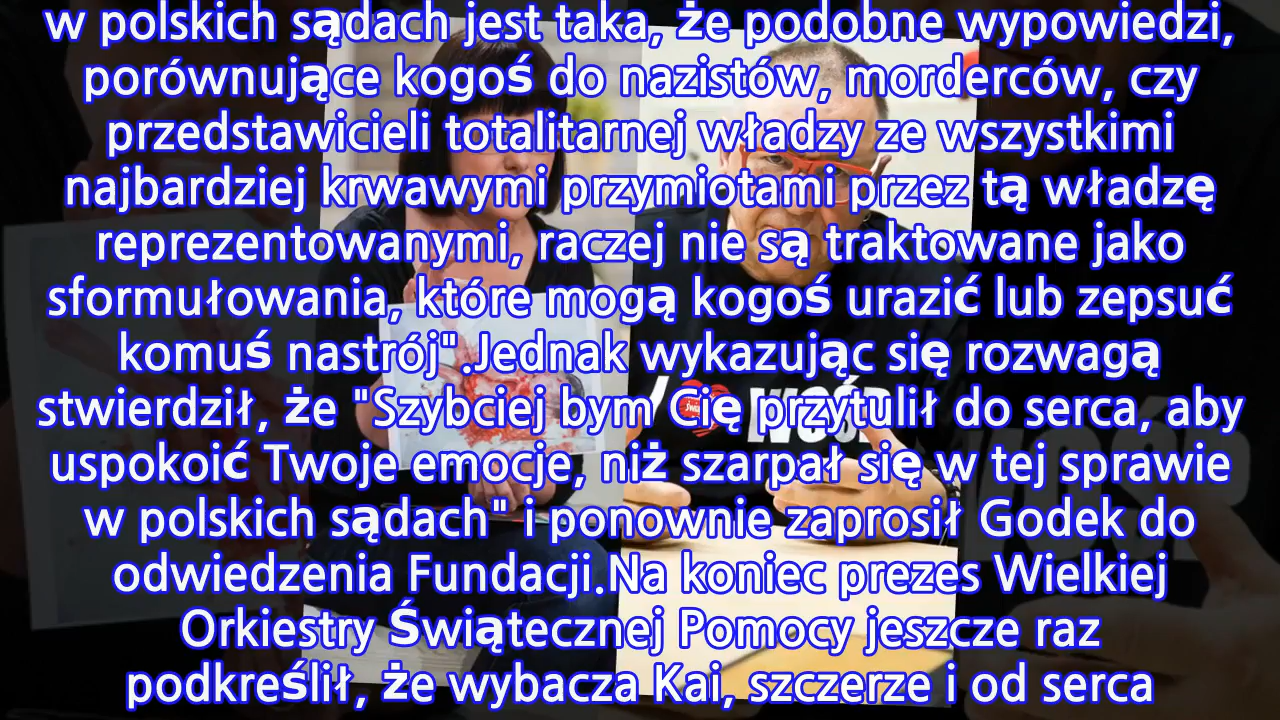 w polskich sądach jest taka, że podobne wypowiedzi,
porównujące kogoś do nazistów, morderców, czy
przedstawicieli totalitarnej władzy ze wszystkimi
najbardziej krwawymi przymiotami przez tą władzę
reprezentowanymi, raczej nie są traktowane jako
sformułowania, które mogą kogoś urazić lub zepsuć
komuś nastrój".Jednak wykazując się rozwagą
stwierdził, że "Szybciej bym Cię przytulił do serca, aby
uspokoić Twoje emocje, niż szarpał się w tej sprawie
w polskich sądach" i ponownie zaprosił Godek do
odwiedzenia Fundacji.Na koniec prezes Wielkiej
Orkiestry Świątecznej Pomocy jeszcze raz
podkreślił, że wybacza Kai, szczerze i od serca
WOŚP